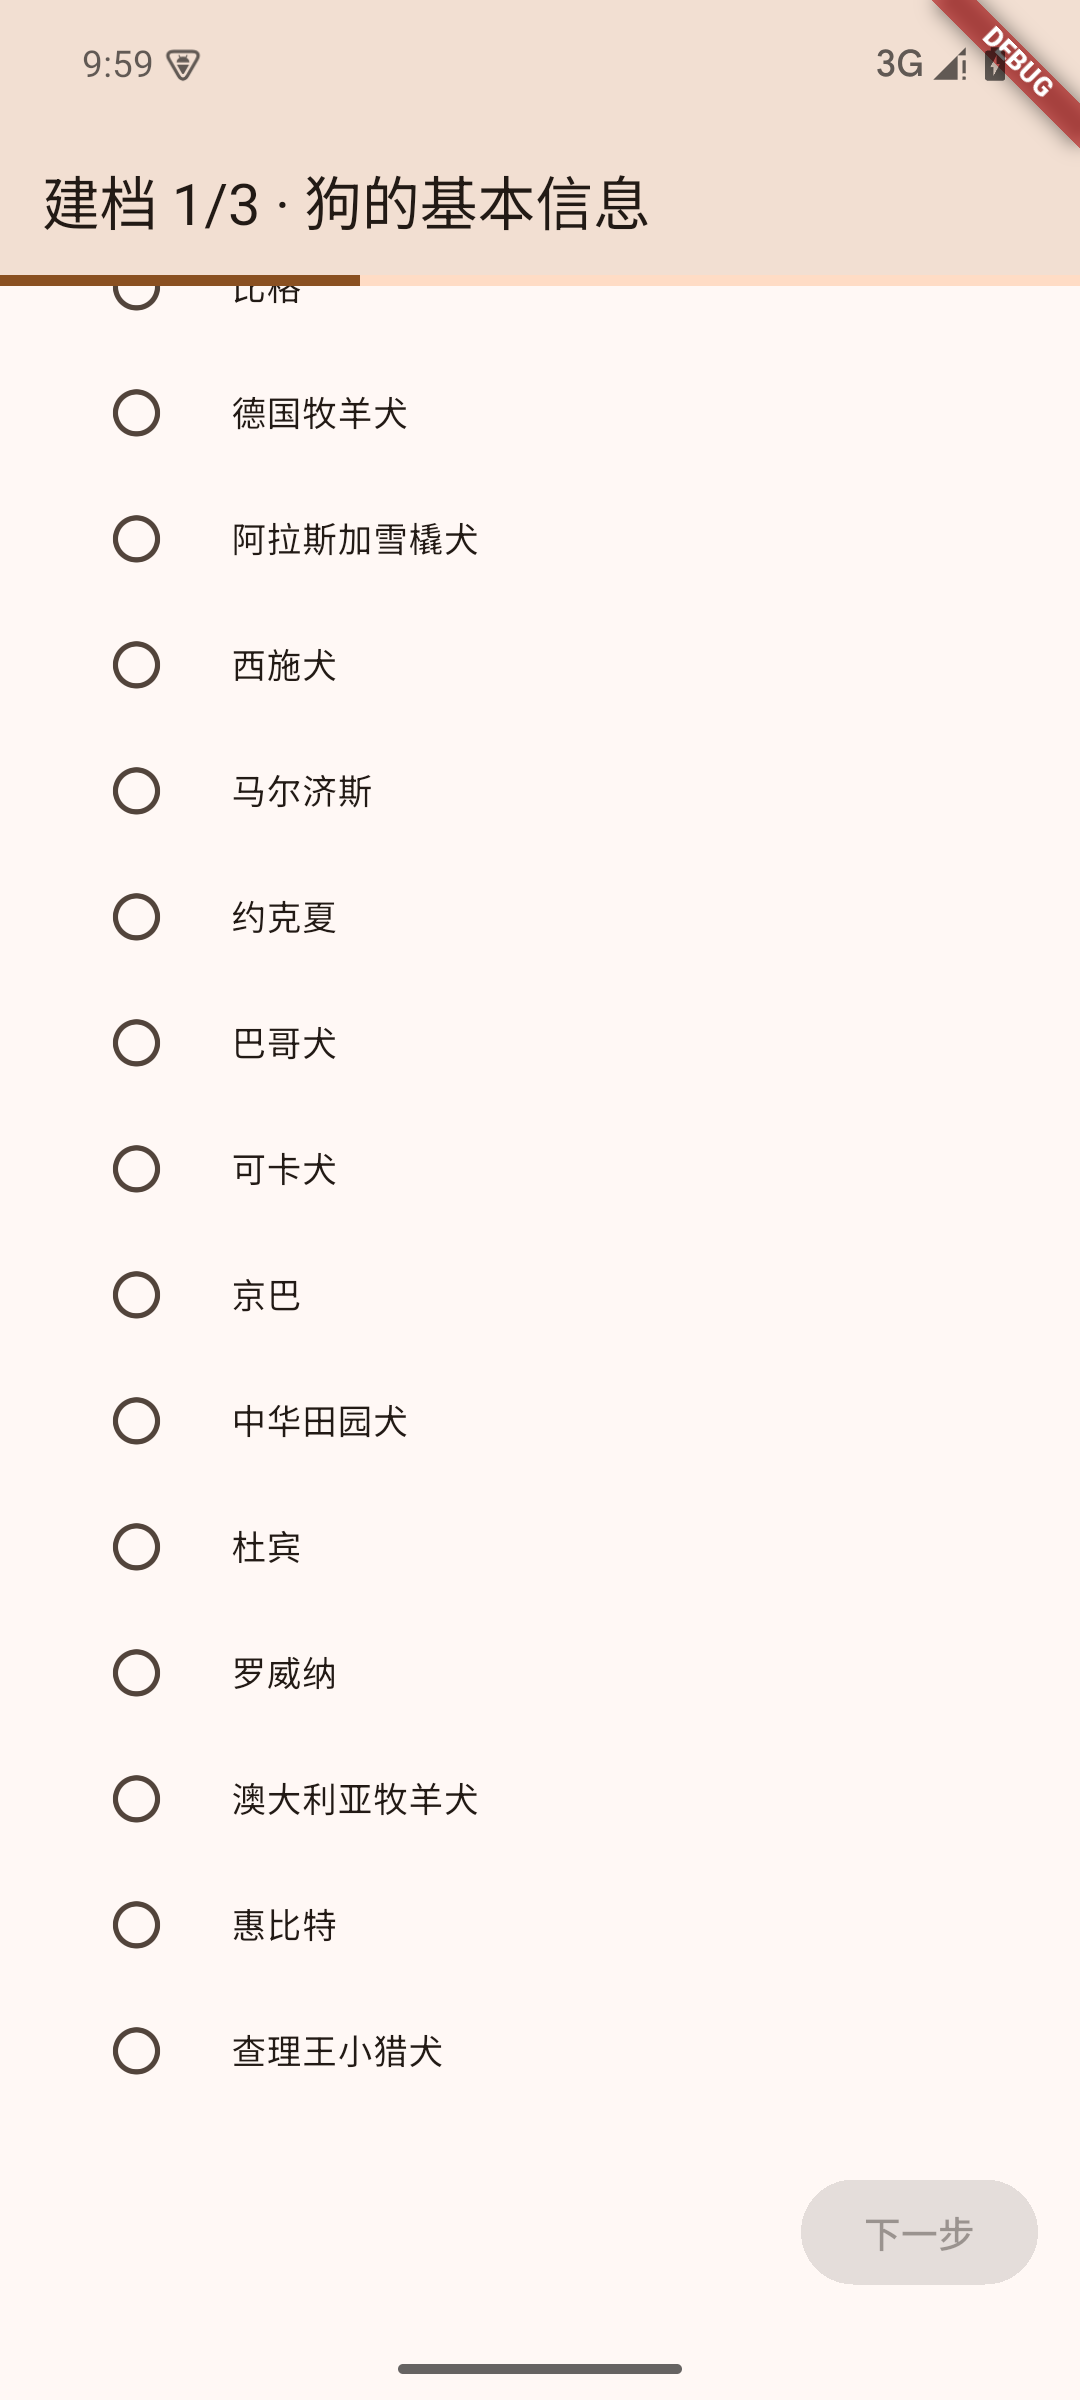 9:59
3G
DEBUG
建档 1/3 · 狗的基本信息
比格
德国牧羊犬
阿拉斯加雪橇犬
西施犬
马尔济斯
约克夏
巴哥犬
可卡犬
京巴
中华田园犬
杜宾
罗威纳
澳大利亚牧羊犬
惠比特
查理王小猎犬
下一步